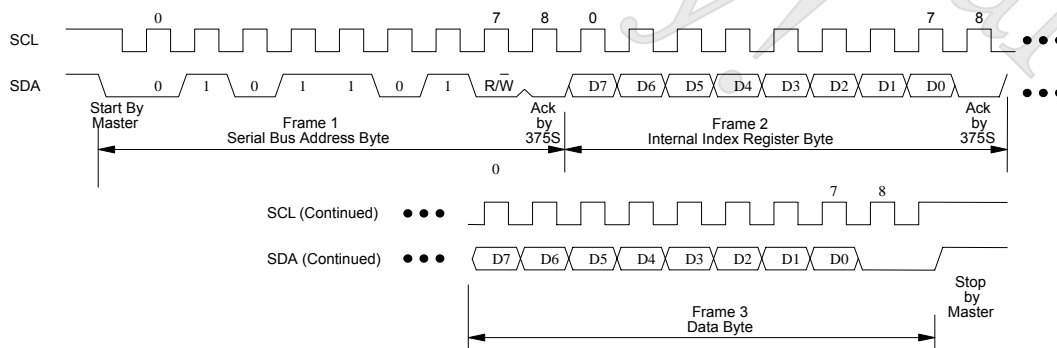 0 7 8 0 7 8
SCL
SDA 0 1 0 1 1 0 1 R/W̅ D7 D6 D5 D4 D3 D2 D1 D0
Start By
Master
Ack
by
375S
Ack
by
375S
Frame 1
Serial Bus Address Byte
Frame 2
Internal Index Register Byte
0 7 8
SCL (Continued)
SDA (Continued) D7 D6 D5 D4 D3 D2 D1 D0
Stop
by
Master
Frame 3
Data Byte